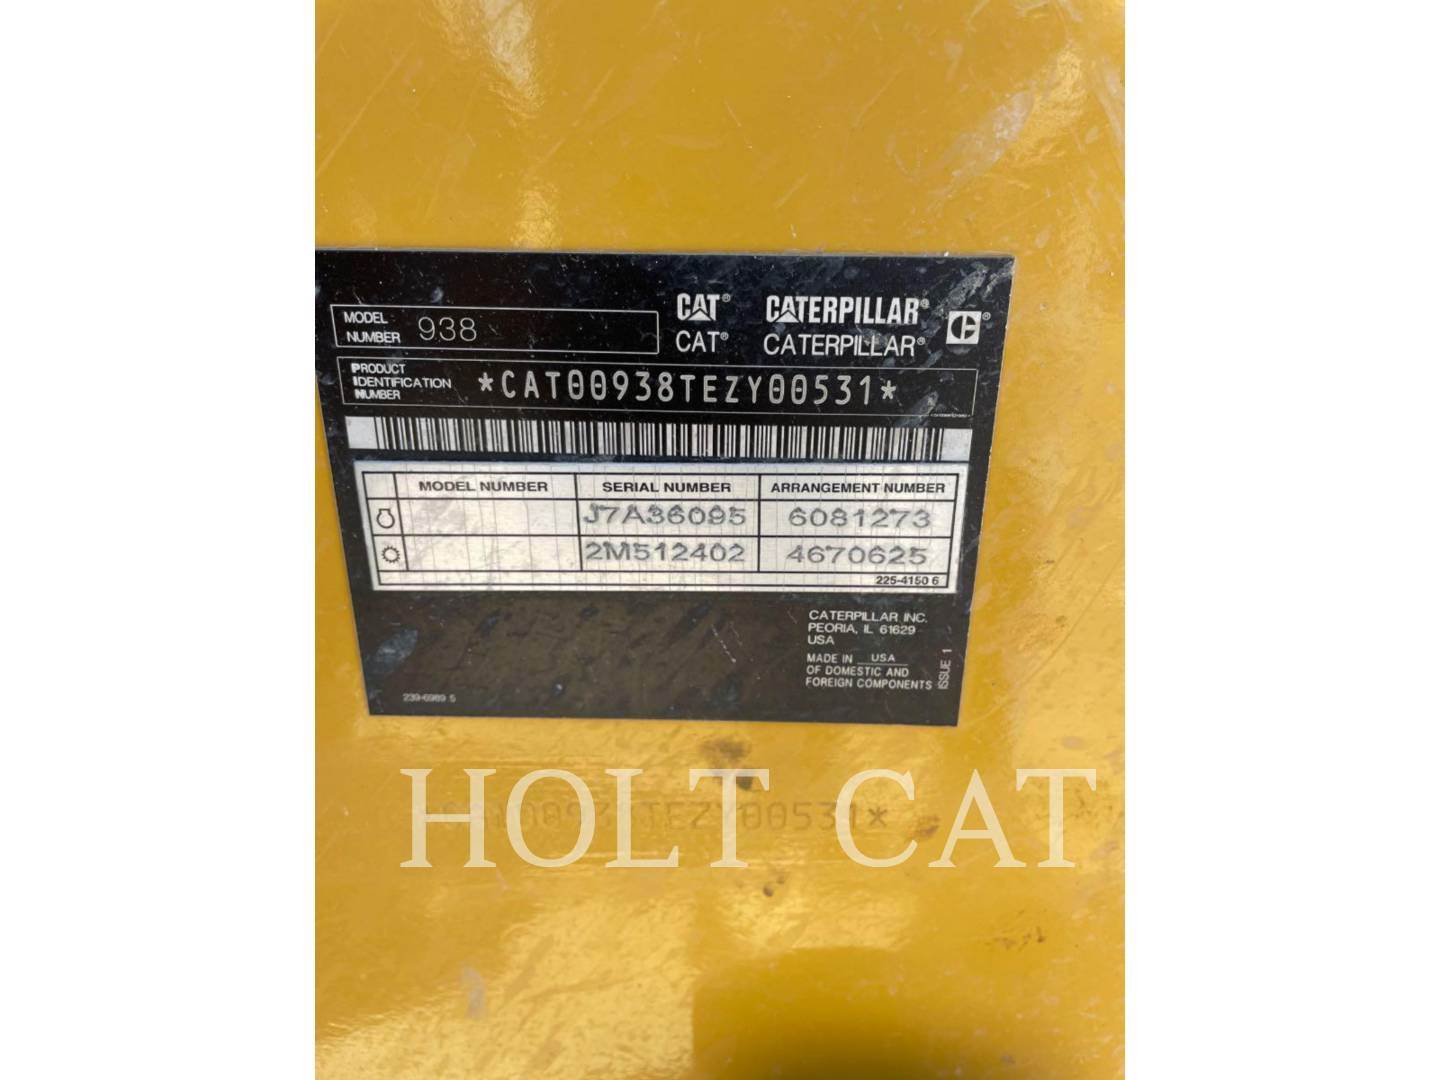 CAT® CATERPILLAR®
MODEL NUMBER 938
CAT® CATERPILLAR®
PRODUCT IDENTIFICATION NUMBER *CAT00938TEZY00531*
MODEL NUMBER SERIAL NUMBER ARRANGEMENT NUMBER
J7A36095 6081273
2M512402 4670625
225-4150 6
CATERPILLAR INC.
PEORIA, IL 61629
USA
MADE IN USA
OF DOMESTIC AND
FOREIGN COMPONENTS
ISSUE 1
239-6989 5
HOLT CAT
00938TEZY00531*